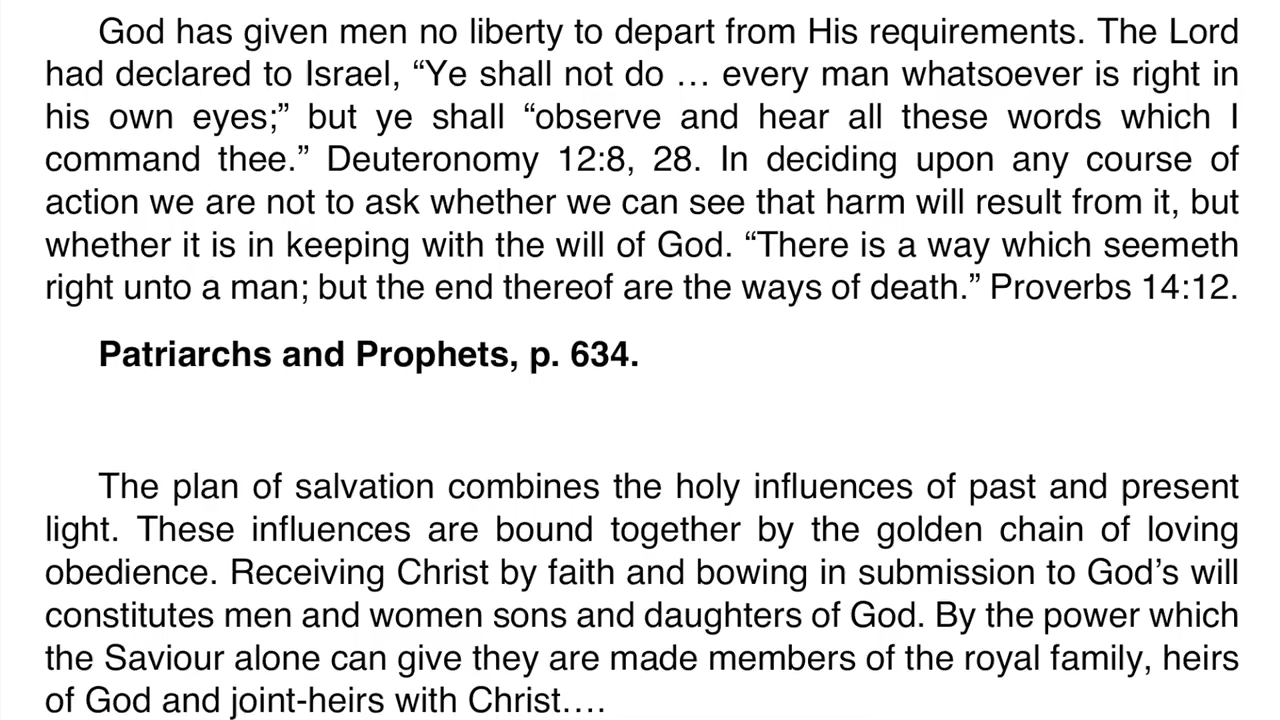 God has given men no liberty to depart from His requirements. The Lord
had declared to Israel, “Ye shall not do … every man whatsoever is right in
his own eyes;” but ye shall “observe and hear all these words which I
command thee.” Deuteronomy 12:8, 28. In deciding upon any course of
action we are not to ask whether we can see that harm will result from it, but
whether it is in keeping with the will of God. “There is a way which seemeth
right unto a man; but the end thereof are the ways of death.” Proverbs 14:12.
Patriarchs and Prophets, p. 634.
The plan of salvation combines the holy influences of past and present
light. These influences are bound together by the golden chain of loving
obedience. Receiving Christ by faith and bowing in submission to God’s will
constitutes men and women sons and daughters of God. By the power which
the Saviour alone can give they are made members of the royal family, heirs
of God and joint-heirs with Christ….